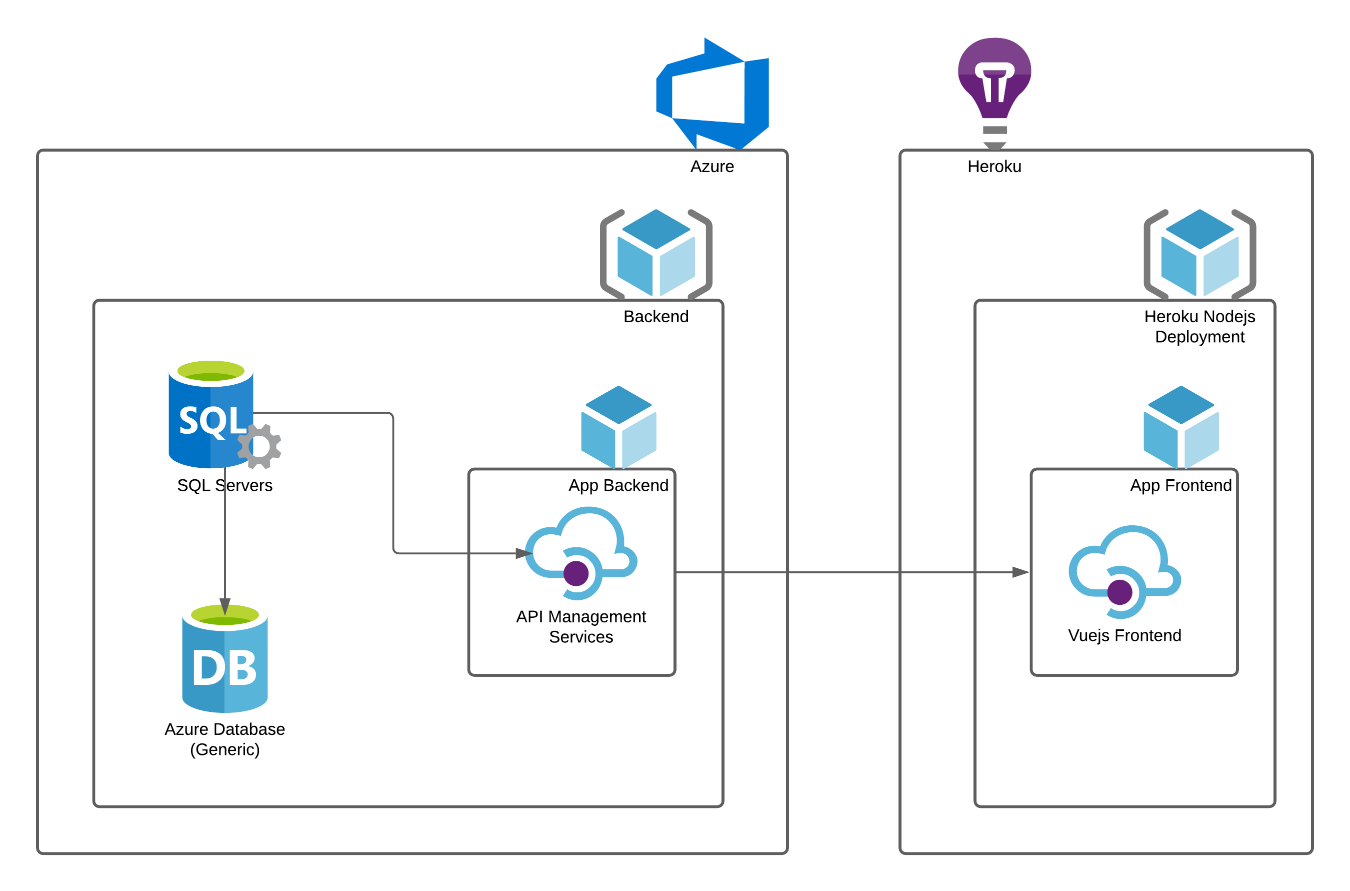 Azure
Heroku
Backend
Heroku Nodejs
Deployment
SQL
SQL Servers
App Backend
App Frontend
API Management
Services
Vuejs Frontend
DB
Azure Database
(Generic)